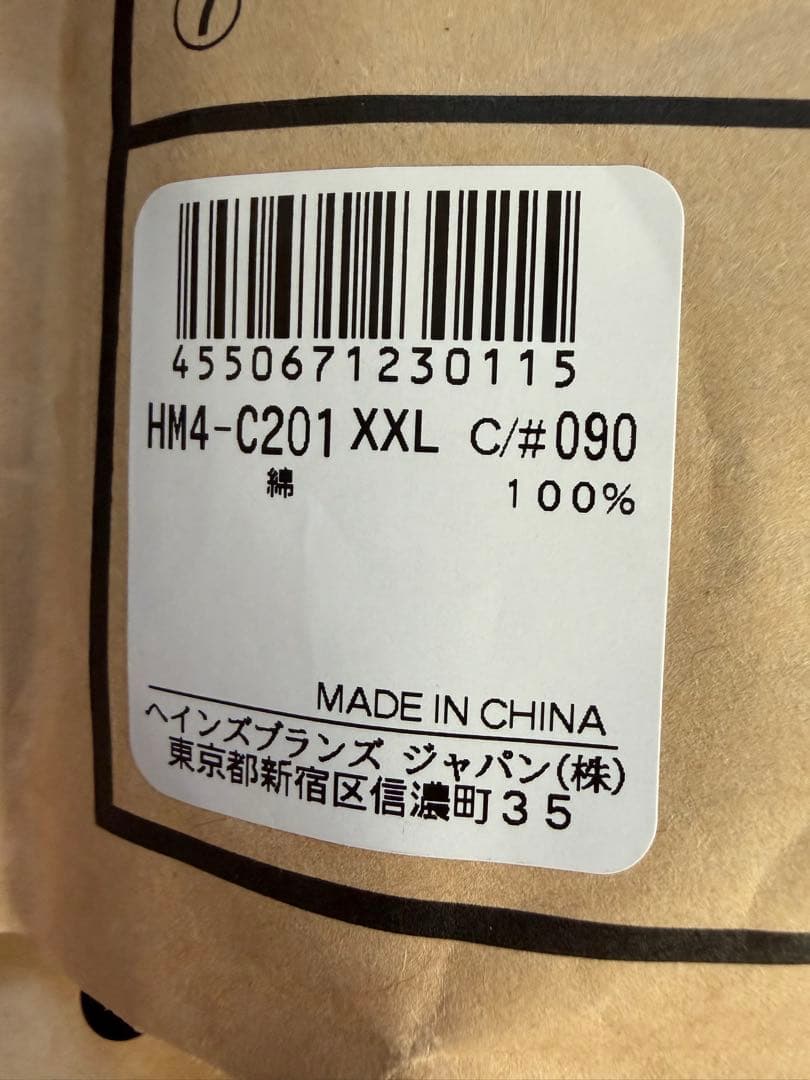 7
4550671230115
HM4-C201 XXL C/#090
綿 100%
MADE IN CHINA
ヘインズブランズ ジャパン(株)
東京都新宿区信濃町35